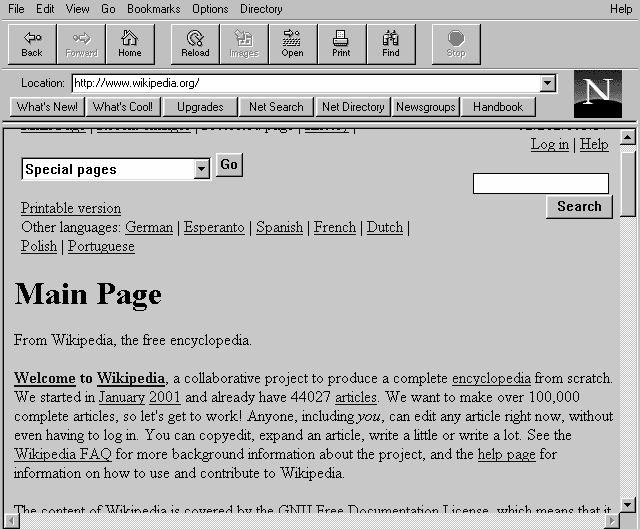 File Edit View Go Bookmarks Options Directory Help
Back Forward Home Reload Images Open Print Find Stop
Location: http://www.wikipedia.org/
N
What's New! What's Cool! Upgrades Net Search Net Directory Newsgroups Handbook
Log in | Help
Special pages Go
Search
Printable version
Other languages: German | Esperanto | Spanish | French | Dutch |
Polish | Portuguese
Main Page
From Wikipedia, the free encyclopedia.
Welcome to Wikipedia, a collaborative project to produce a complete encyclopedia from scratch.
We started in January 2001 and already have 44027 articles. We want to make over 100,000
complete articles, so let's get to work! Anyone, including you, can edit any article right now, without
even having to log in. You can copyedit, expand an article, write a little or write a lot. See the
Wikipedia FAQ for more background information about the project, and the help page for
information on how to use and contribute to Wikipedia.
The content of Wikipedia is covered by the GNU Free Documentation License, which means that it